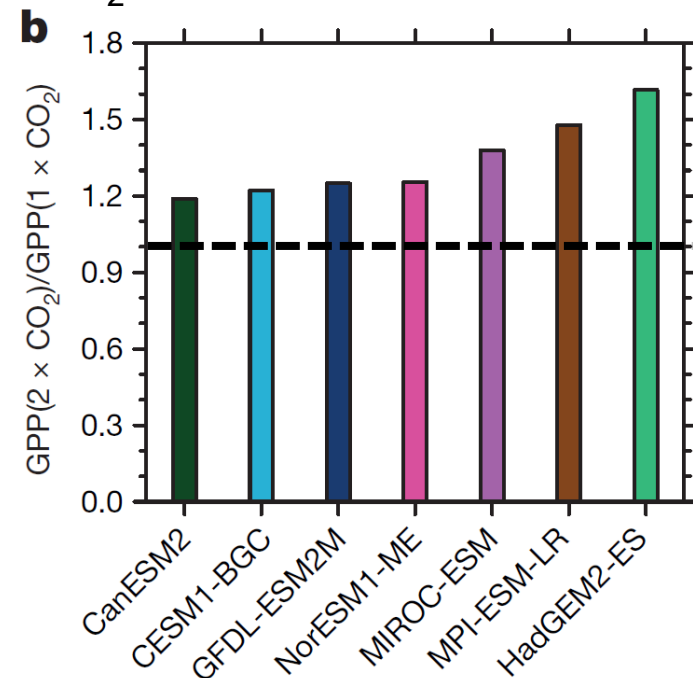 2
b
GPP(2 × CO2)/GPP(1 × CO2)
1.8
1.5
1.2
0.9
0.6
0.3
0.0
CanESM2
CESM1-BGC
GFDL-ESM2M
NorESM1-ME
MIROC-ESM
MPI-ESM-LR
HadGEM2-ES